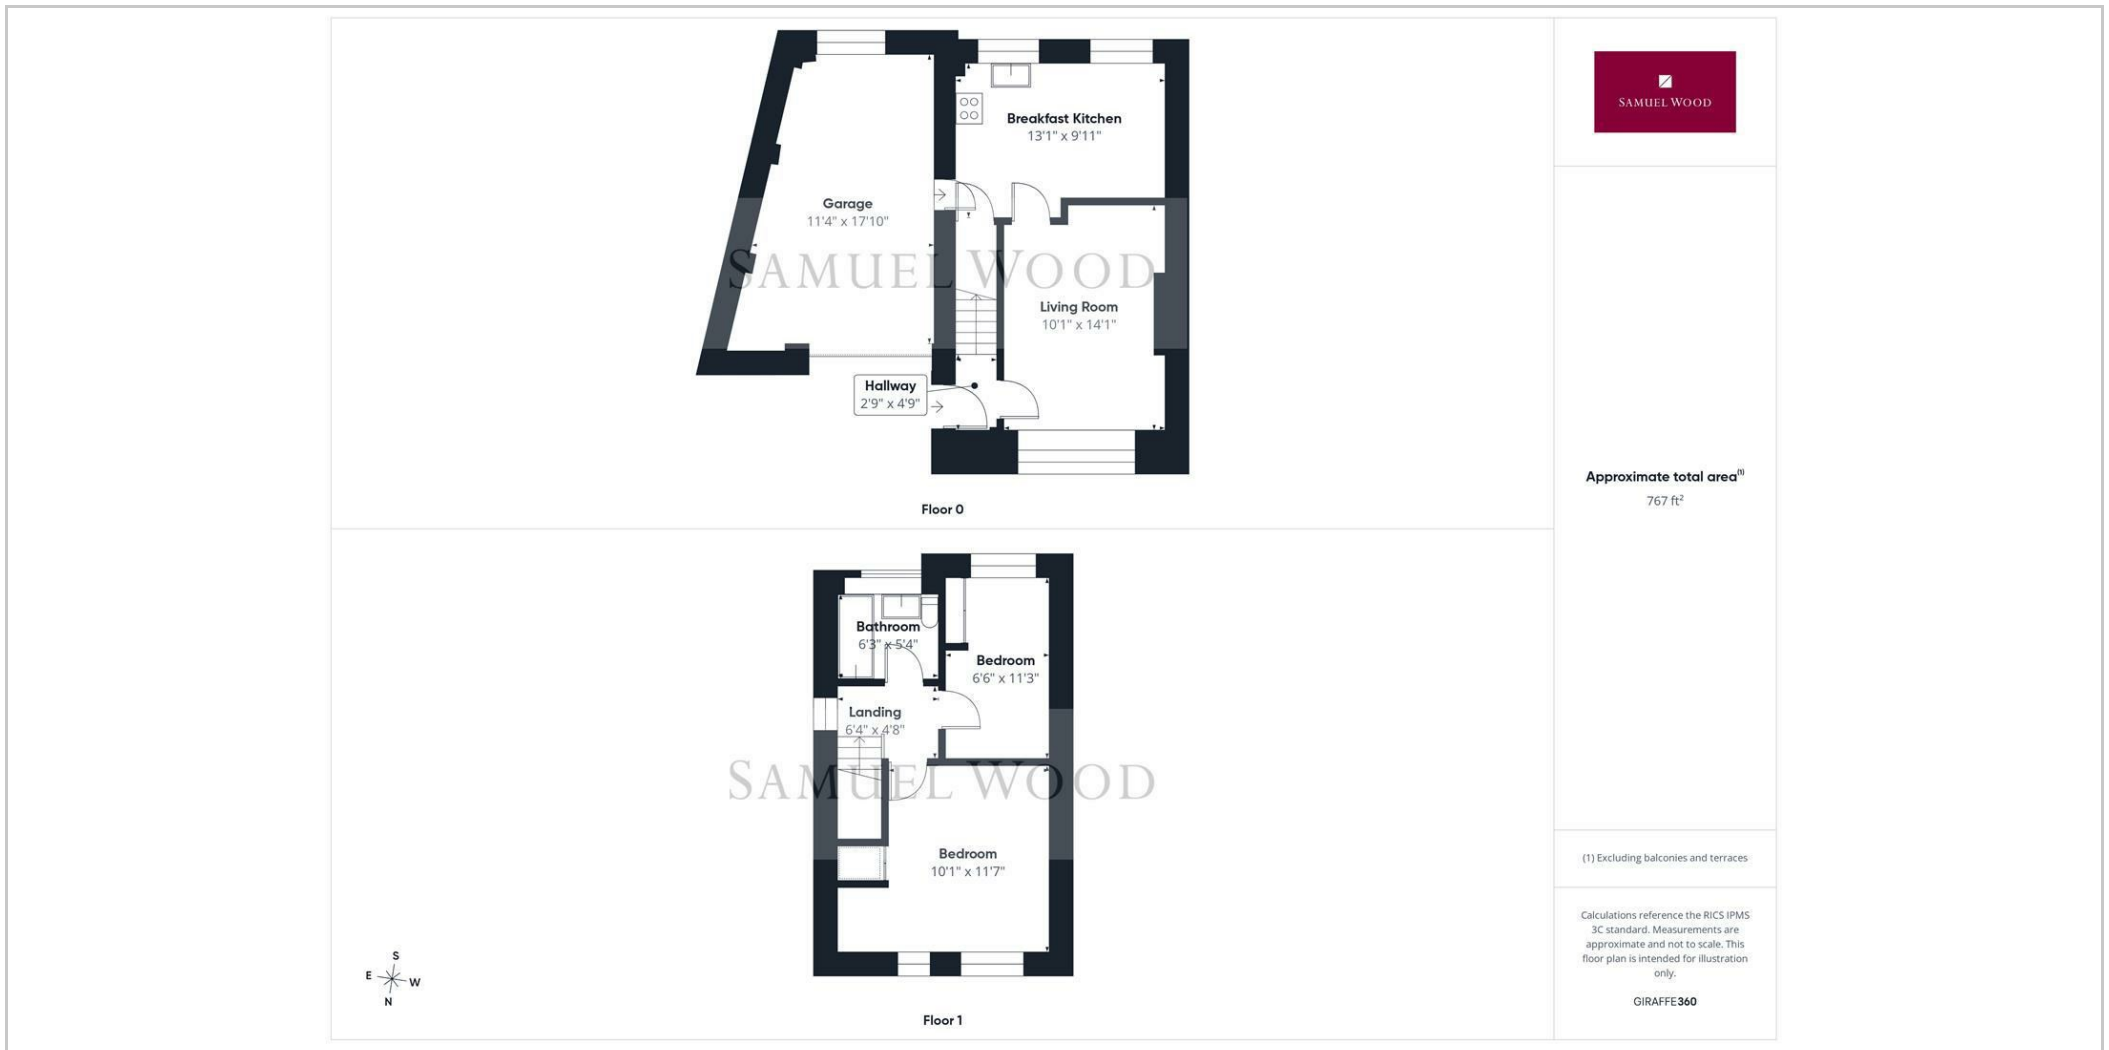 Breakfast Kitchen
13'1" x 9'11"
Garage
11'4" x 17'10"
SAMUEL WOOD
Living Room
10'1" x 14'1"
Hallway
2'9" x 4'9"
Floor 0
Bathroom
6'3" x 5'4"
Bedroom
6'6" x 11'3"
Landing
6'4" x 4'8"
SAMUEL WOOD
Bedroom
10'1" x 11'7"
S
E
W
N
Floor 1
SAMUEL WOOD
Approximate total area(1)
767 ft²
(1) Excluding balconies and terraces
Calculations reference the RICS IPMS
3C standard. Measurements are
approximate and not to scale. This
floor plan is intended for illustration
only.
GIRAFFE360